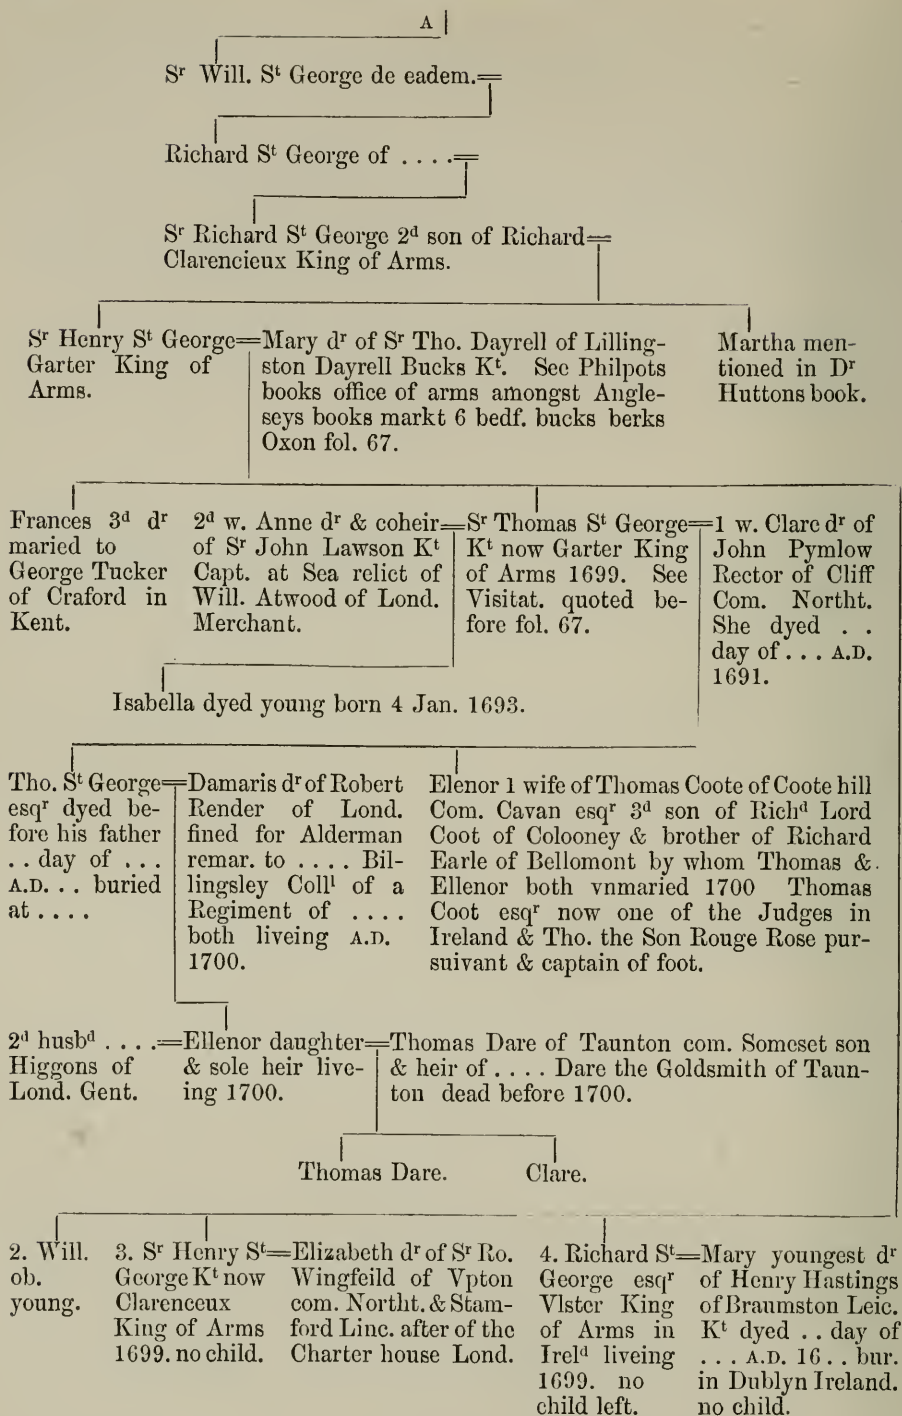 A
Sr Will. St George de eadem.=
Richard St George of . . . .=
Sr Richard St George 2d son of Richard=
Clarencieux King of Arms.
Sr Henry St George=
Garter King of
Arms.
Mary dr of Sr Tho. Dayrell of Lilling-
ston Dayrell Bucks Kt. See Philpots
books office of arms amongst Angle-
seys books markt 6 bedf. bucks berks
Oxon fol. 67.
Martha men-
tioned in Dr
Huttons book.
Frances 3d dr
maried to
George Tucker
of Craford in
Kent.
2d w. Anne dr & coheir=
of Sr John Lawson Kt
Capt. at Sea relict of
Will. Atwood of Lond.
Merchant.
Sr Thomas St George=
Kt now Garter King
of Arms 1699. See
Visitat. quoted be-
fore fol. 67.
1 w. Clare dr of
John Pymlow
Rector of Cliff
Com. Northt.
She dyed . .
day of . . . A.D.
1691.
Isabella dyed young born 4 Jan. 1693.
Tho. St George=
esqr dyed be-
fore his father
. . day of . . .
A.D. . . buried
at . . . .
Damaris dr of Robert
Render of Lond.
fined for Alderman
remar. to . . . . Bil-
lingsley Coll1 of a
Regiment of . . . .
both liveing A.D.
1700.
Elenor 1 wife of Thomas Coote of Coote hill
Com. Cavan esqr 3d son of Richd Lord
Coot of Colooney & brother of Richard
Earle of Bellomont by whom Thomas &
Ellenor both vnmaried 1700 Thomas
Coot esqr now one of the Judges in
Ireland & Tho. the Son Rouge Rose pur-
suivant & captain of foot.
2d husbd . . . .=
Higgons of
Lond. Gent.
Ellenor daughter=
& sole heir live-
ing 1700.
Thomas Dare of Taunton com. Somcset son
& heir of . . . . Dare the Goldsmith of Taun-
ton dead before 1700.
Thomas Dare.
Clare.
2. Will.
ob.
young.
3. Sr Henry St=
George Kt now
Clarenceux
King of Arms
1699. no child.
Elizabeth dr of Sr Ro.
Wingfeild of Vpton
com. Northt. & Stam-
ford Linc. after of the
Charter house Lond.
4. Richard St=
George esqr
Vlster King
of Arms in
Ireld liveing
1699. no
child left.
Mary youngest dr
of Henry Hastings
of Braumston Leic.
Kt dyed . . day of
. . . A.D. 16 . . bur.
in Dublyn Ireland.
no child.